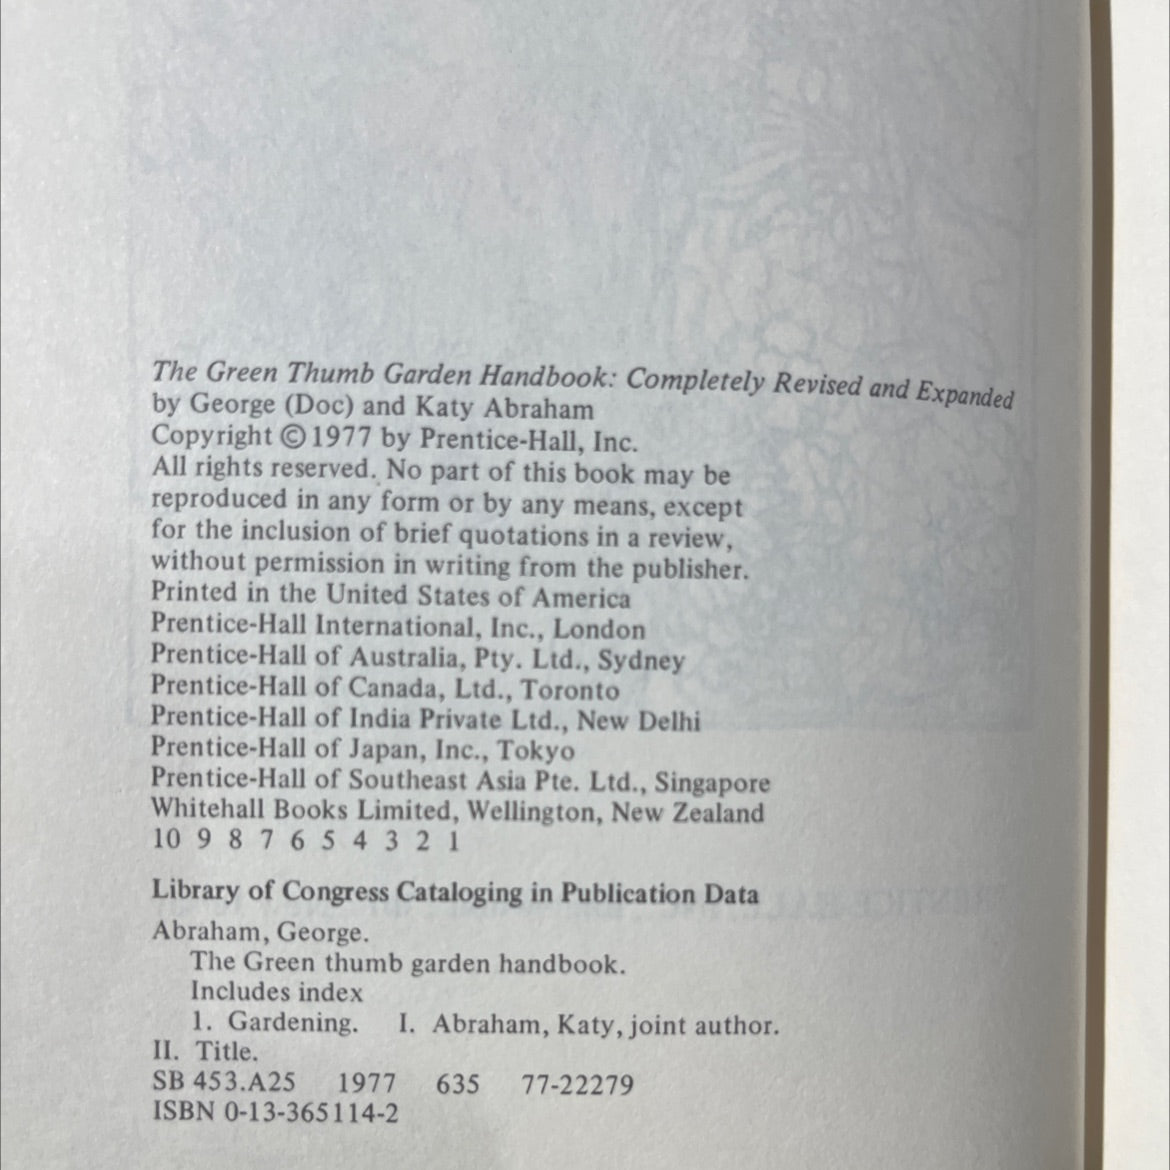 The Green Thumb Garden Handbook: Completely Revised and Expanded
by George (Doc) and Katy Abraham
Copyright © 1977 by Prentice-Hall, Inc.
All rights reserved. No part of this book may be
reproduced in any form or by any means, except
for the inclusion of brief quotations in a review,
without permission in writing from the publisher.
Printed in the United States of America
Prentice-Hall International, Inc., London
Prentice-Hall of Australia, Pty. Ltd., Sydney
Prentice-Hall of Canada, Ltd., Toronto
Prentice-Hall of India Private Ltd., New Delhi
Prentice-Hall of Japan, Inc., Tokyo
Prentice-Hall of Southeast Asia Pte. Ltd., Singapore
Whitehall Books Limited, Wellington, New Zealand
10 9 8 7 6 5 4 3 2 1
Library of Congress Cataloging in Publication Data
Abraham, George.
The Green thumb garden handbook.
Includes index
1. Gardening. I. Abraham, Katy, joint author.
II. Title.
SB 453.A25 1977 635 77-22279
ISBN 0-13-365114-2